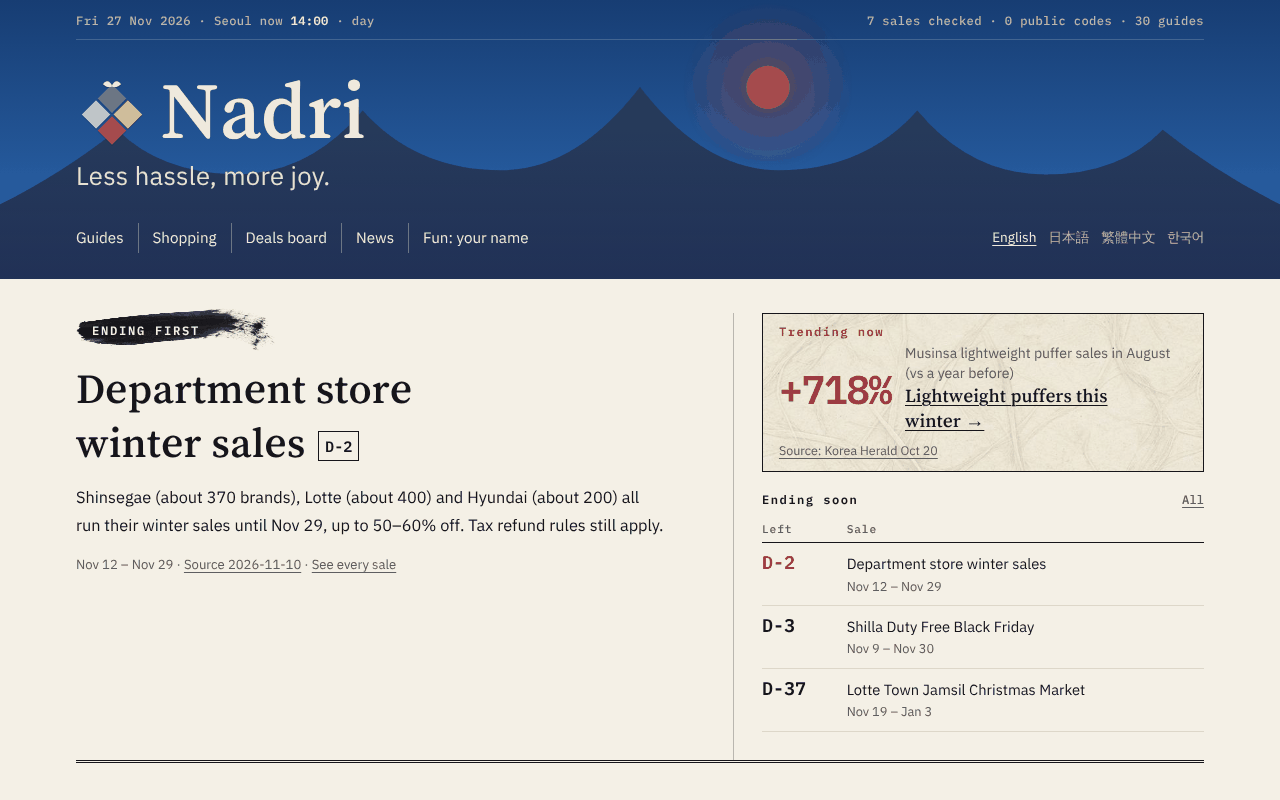 Fri 27 Nov 2026 · Seoul now 14:00 · day
7 sales checked · 0 public codes · 30 guides
Nadri
Less hassle, more joy.
Guides
Shopping
Deals board
News
Fun: your name
English
日本語
繁體中文
한국어
ENDING FIRST
Department store
winter sales D-2
Shinsegae (about 370 brands), Lotte (about 400) and Hyundai (about 200) all
run their winter sales until Nov 29, up to 50–60% off. Tax refund rules still apply.
Nov 12 – Nov 29 · Source 2026-11-10 · See every sale
Trending now
+718%
Musinsa lightweight puffer sales in August
(vs a year before)
Lightweight puffers this
winter →
Source: Korea Herald Oct 20
Ending soon
All
Left Sale
D-2 Department store winter sales
Nov 12 – Nov 29
D-3 Shilla Duty Free Black Friday
Nov 9 – Nov 30
D-37 Lotte Town Jamsil Christmas Market
Nov 19 – Jan 3